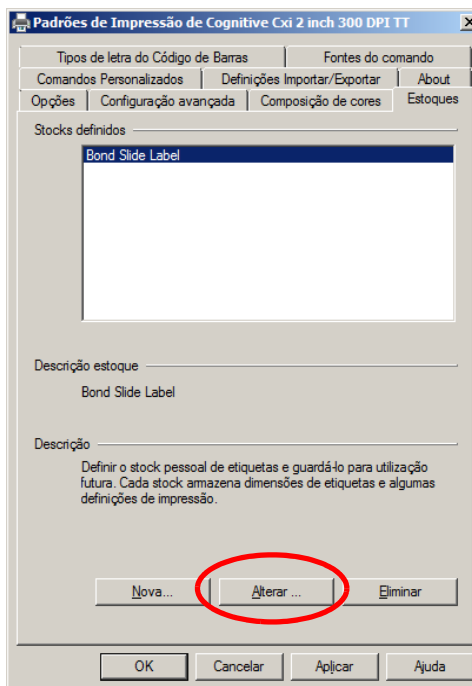 Padrões de Impressão de Cognitive Cxi 2 inch 300 DPI TT
Tipos de letra do Código de Barras
Fontes do comando
Comandos Personalizados
Definições Importar/Exportar
About
Opções
Configuração avançada
Composição de cores
Estoques
Stocks definidos
Bond Slide Label
Descrição estoque
Bond Slide Label
Descrição
Definir o stock pessoal de etiquetas e guardá-lo para utilização
futura. Cada stock armazena dimensões de etiquetas e algumas
definições de impressão.
Nova...
Alterar ...
Eliminar
OK
Cancelar
Aplicar
Ajuda